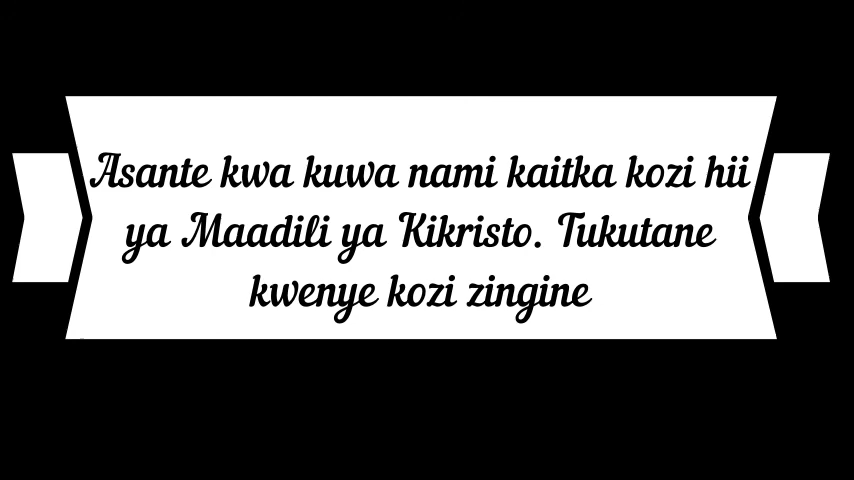 Asante kwa kuwa nami kaitka kozi hii
ya Maadili ya Kikristo. Tukutane
kwenye kozi zingine